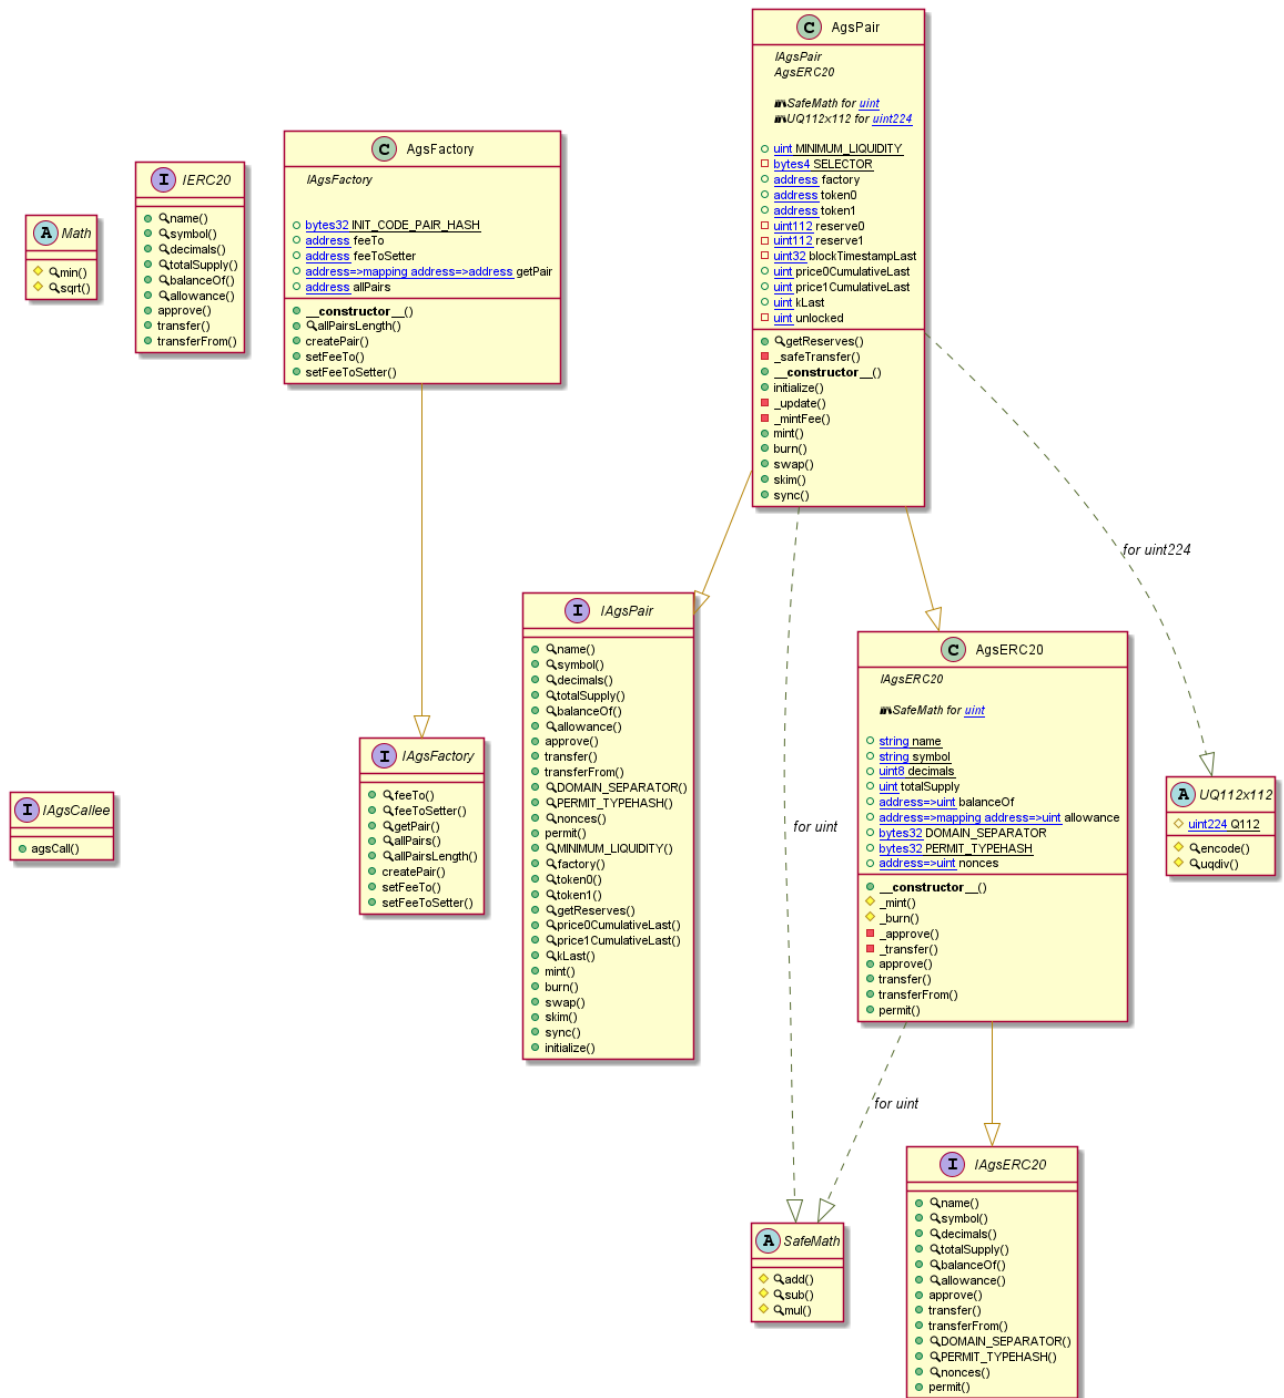 C AgsPair
IAgsPair
AgsERC20
SafeMath for uint
UQ112x112 for uint224
uint MINIMUM_LIQUIDITY
bytes4 SELECTOR
address factory
address token0
address token1
uint112 reserve0
uint112 reserve1
uint32 blockTimestampLast
uint price0CumulativeLast
uint price1CumulativeLast
uint kLast
uint unlocked
getReserves()
_safeTransfer()
__constructor__()
initialize()
_update()
_mintFee()
mint()
burn()
swap()
skim()
sync()
C AgsFactory
IAgsFactory
bytes32 INIT_CODE_PAIR_HASH
address feeTo
address feeToSetter
address=>mapping address=>address getPair
address allPairs
__constructor__()
allPairsLength()
createPair()
setFeeTo()
setFeeToSetter()
I IERC20
name()
symbol()
decimals()
totalSupply()
balanceOf()
allowance()
approve()
transfer()
transferFrom()
A Math
min()
sqrt()
for uint224
I IAgsPair
name()
symbol()
decimals()
totalSupply()
balanceOf()
allowance()
approve()
transfer()
transferFrom()
DOMAIN_SEPARATOR()
PERMIT_TYPEHASH()
nonces()
permit()
MINIMUM_LIQUIDITY()
factory()
token0()
token1()
getReserves()
price0CumulativeLast()
price1CumulativeLast()
kLast()
mint()
burn()
swap()
skim()
sync()
initialize()
C AgsERC20
IAgsERC20
SafeMath for uint
string name
string symbol
uint8 decimals
uint totalSupply
address=>uint balanceOf
address=>mapping address=>uint allowance
bytes32 DOMAIN_SEPARATOR
bytes32 PERMIT_TYPEHASH
address=>uint nonces
__constructor__()
_mint()
_burn()
_approve()
_transfer()
approve()
transfer()
transferFrom()
permit()
I IAgsFactory
feeTo()
feeToSetter()
getPair()
allPairs()
allPairsLength()
createPair()
setFeeTo()
setFeeToSetter()
A UQ112x112
uint224 Q112
encode()
uqdiv()
I IAgsCallee
agsCall()
for uint
for uint
I IAgsERC20
name()
symbol()
decimals()
totalSupply()
balanceOf()
allowance()
approve()
transfer()
transferFrom()
DOMAIN_SEPARATOR()
PERMIT_TYPEHASH()
nonces()
permit()
A SafeMath
add()
sub()
mul()